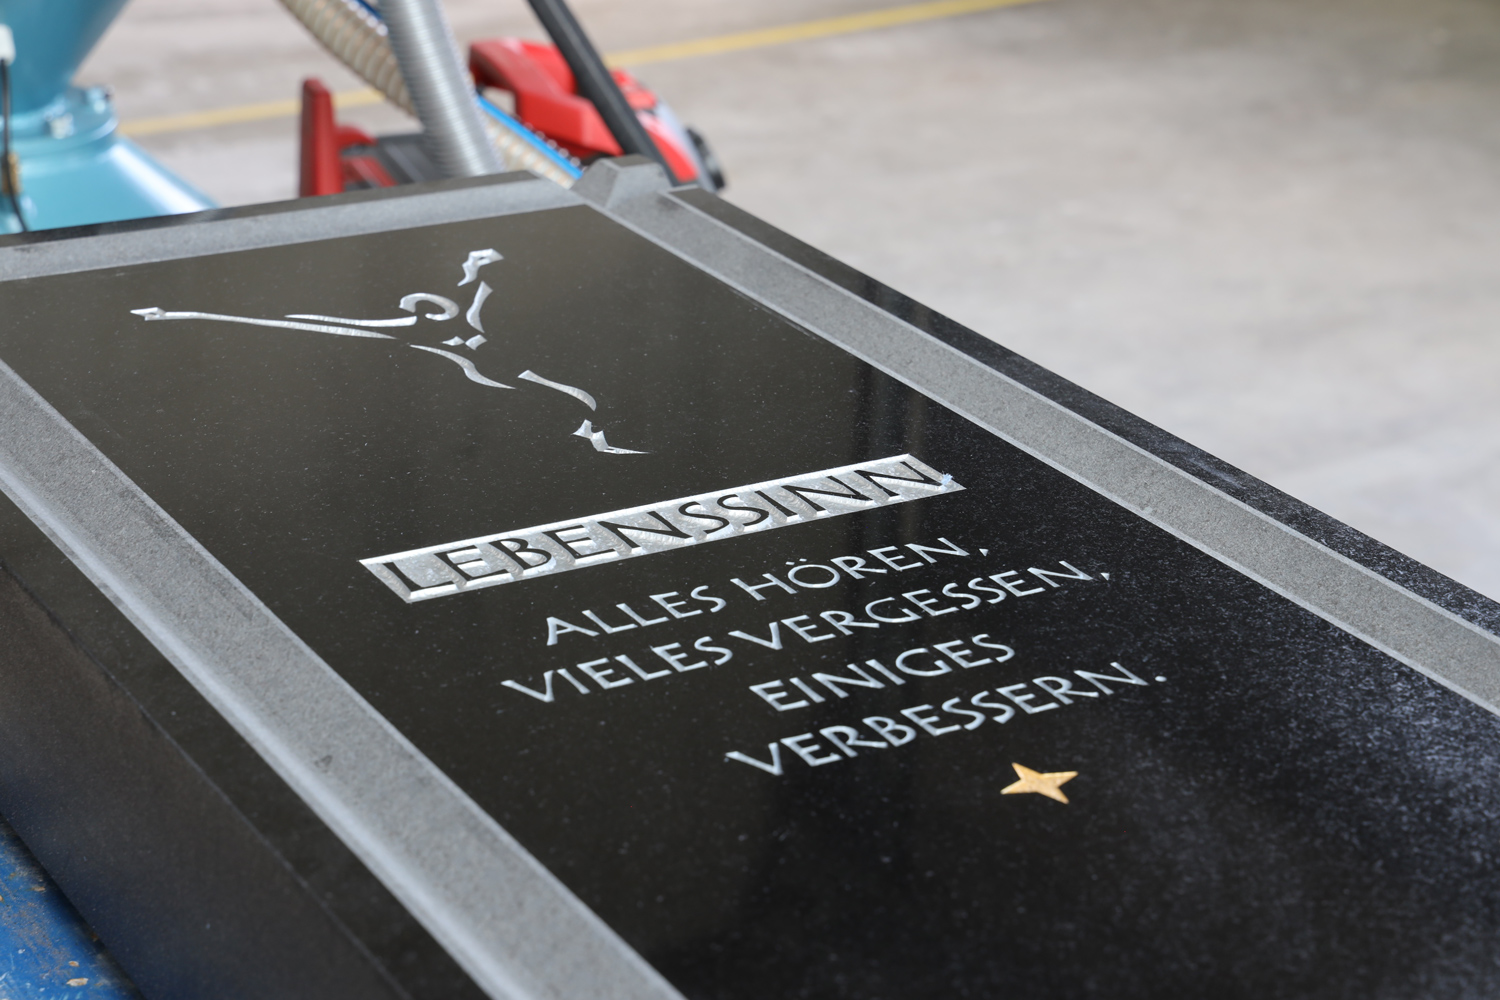 LEBENSSINN
ALLES HÖREN,
VIELES VERGESSEN,
EINIGES
VERBESSERN.